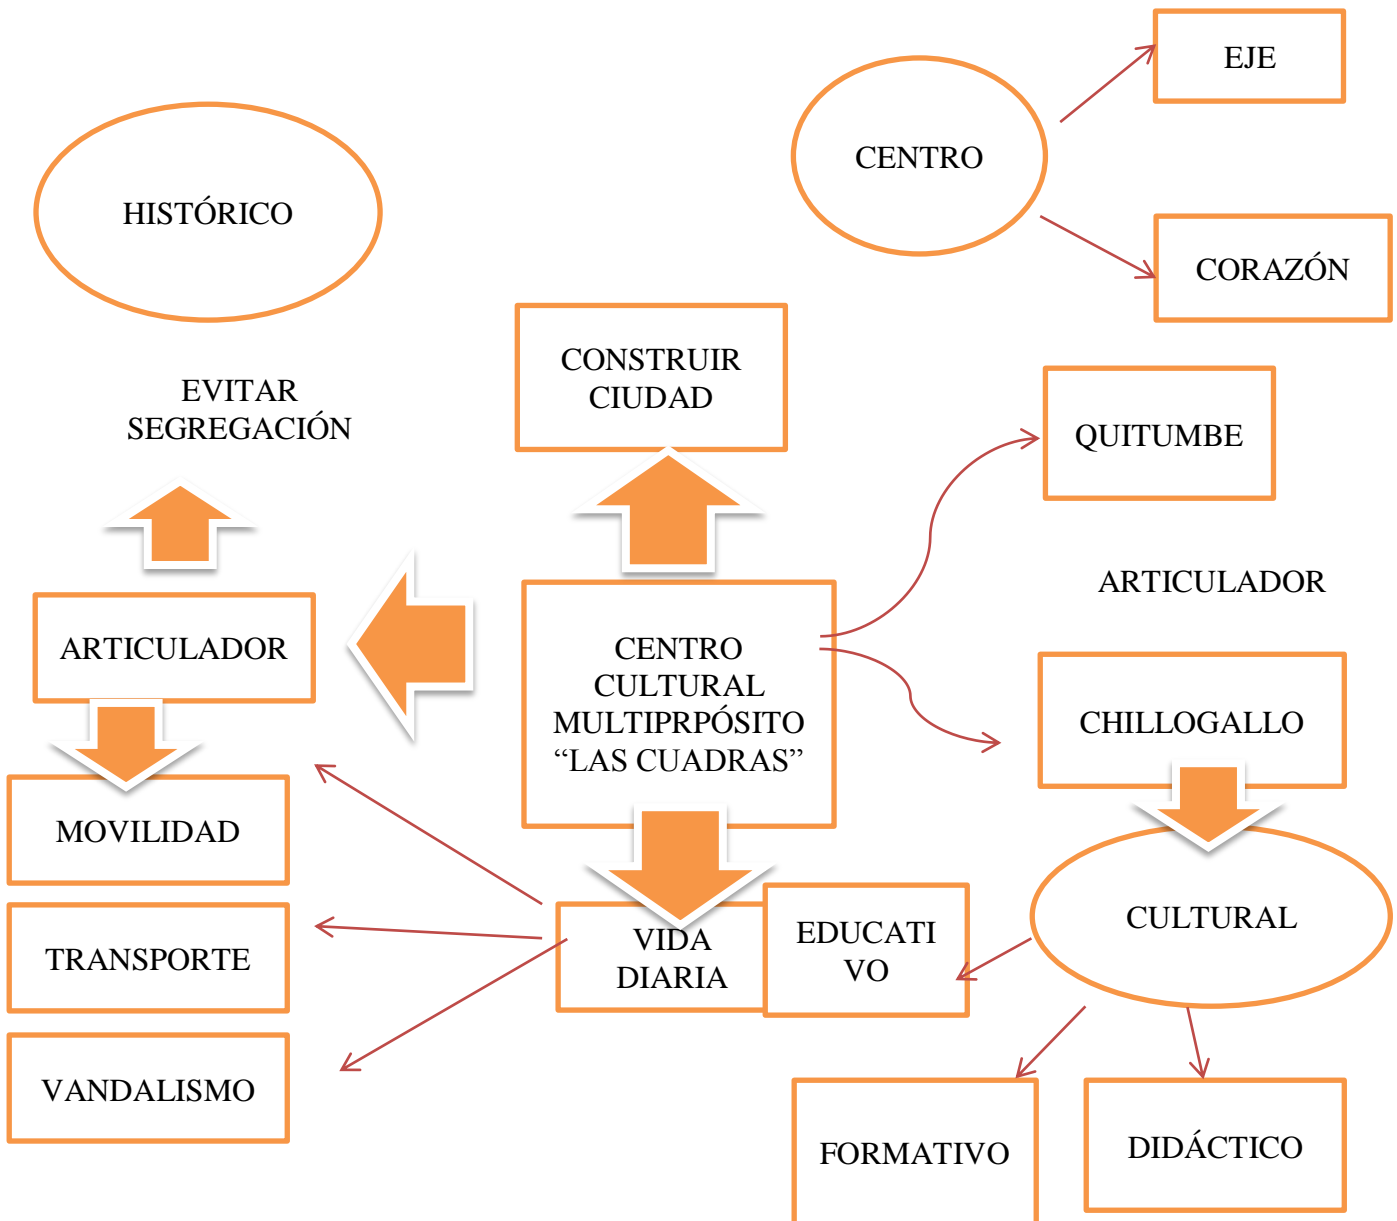 EJE
CENTRO
HISTÓRICO
CORAZÓN
CONSTRUIR
CIUDAD
EVITAR
SEGREGACIÓN
QUITUMBE
ARTICULADOR
ARTICULADOR
CENTRO
CULTURAL
MULTIPRPÓSITO
“LAS CUADRAS”
CHILLOGALLO
MOVILIDAD
TRANSPORTE
VANDALISMO
VIDA
DIARIA
EDUCATI
VO
CULTURAL
FORMATIVO
DIDÁCTICO